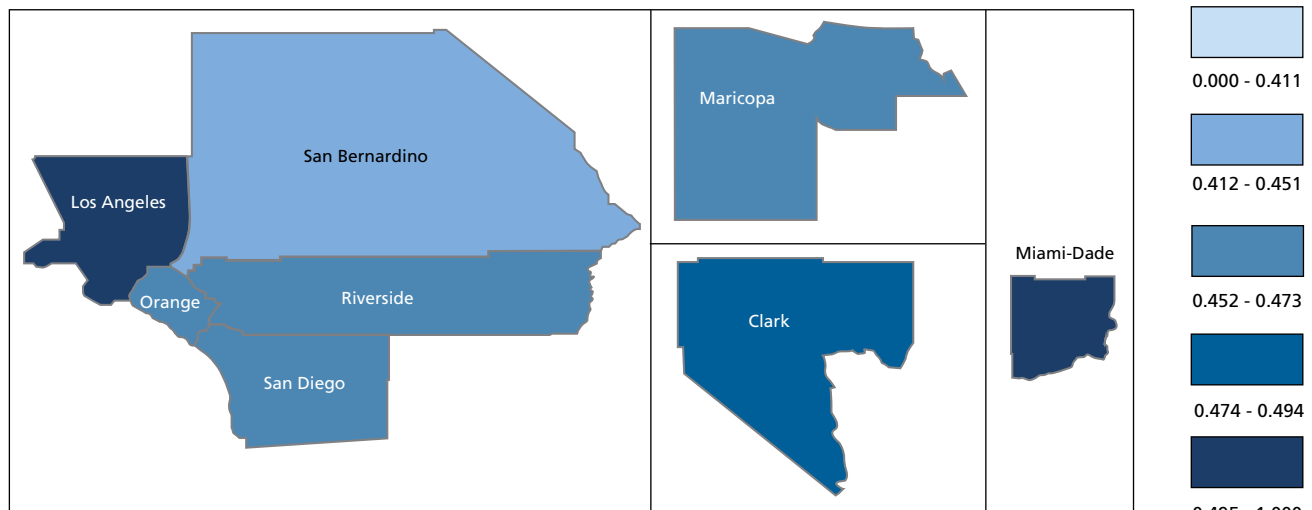 San Bernardino
Los Angeles
Orange
Riverside
San Diego
Maricopa
Clark
Miami-Dade
0.000 - 0.411
0.412 - 0.451
0.452 - 0.473
0.474 - 0.494